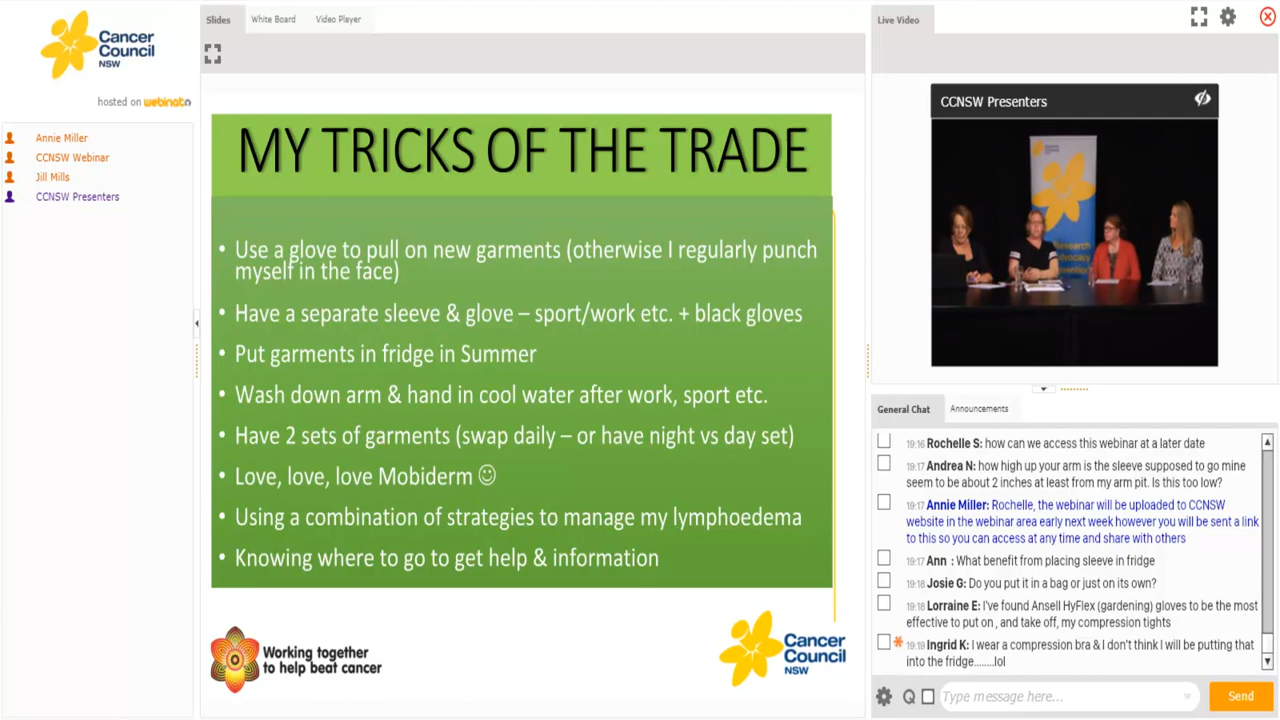 Cancer
Council
NSW
hosted on webinato
Annie Miller
CCNSW Webinar
Jill Mills
CCNSW Presenters
Slides
White Board
Video Player
MY TRICKS OF THE TRADE
• Use a glove to pull on new garments (otherwise I regularly punch
myself in the face)
• Have a separate sleeve & glove – sport/work etc. + black gloves
• Put garments in fridge in Summer
• Wash down arm & hand in cool water after work, sport etc.
• Have 2 sets of garments (swap daily – or have night vs day set)
• Love, love, love Mobiderm ☺
• Using a combination of strategies to manage my lymphoedema
• Knowing where to go to get help & information
Working together
to help beat cancer
Cancer
Council
NSW
Live Video
CCNSW Presenters
Research
Advocacy
Prevention
General Chat
Announcements
19:16 Rochelle S: how can we access this webinar at a later date
19:17 Andrea N: how high up your arm is the sleeve supposed to go mine
seem to be about 2 inches at least from my arm pit. Is this too low?
19:17 Annie Miller: Rochelle, the webinar will be uploaded to CCNSW
website in the webinar area early next week however you will be sent a link
to this so you can access at any time and share with others
19:17 Ann : What benefit from placing sleeve in fridge
19:18 Josie G: Do you put it in a bag or just on its own?
19:18 Lorraine E: I've found Ansell HyFlex (gardening) gloves to be the most
effective to put on , and take off, my compression tights
19:19 Ingrid K: I wear a compression bra & I don't think I will be putting that
into the fridge........lol
Q
Type message here...
Send